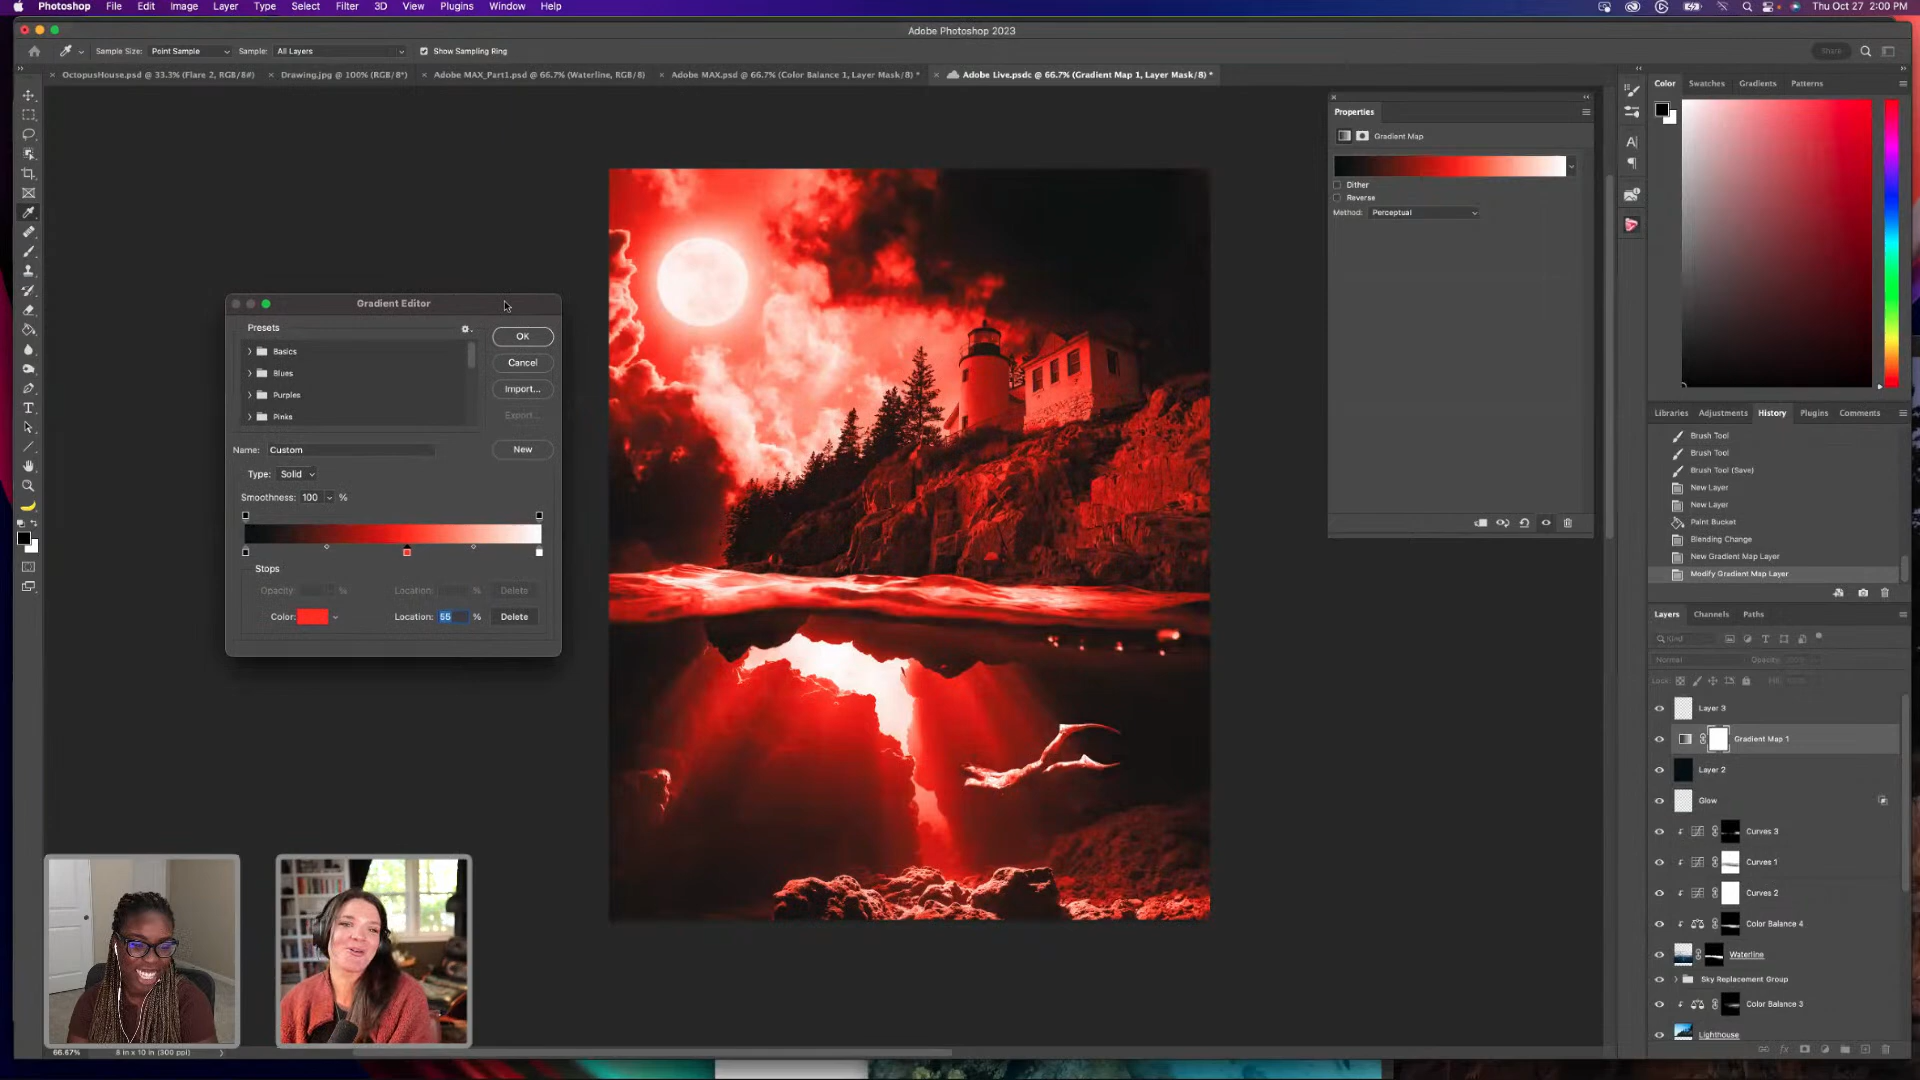 Photoshop File Edit Image Layer Type Select Filter 3D View Plugins Window Help Thu Oct 27 2:00 PM
Adobe Photoshop 2023
Sample Size: Point Sample Sample: All Layers Show Sampling Ring Share
OctopusHouse.psd @ 33.3% (Flare 2, RGB/8#) Drawing.jpg @ 100% (RGB/8*) Adobe MAX_Part1.psd @ 66.7% (Waterline, RGB/8) Adobe MAX.psd @ 66.7% (Color Balance 1, Layer Mask/8) * Adobe Live.psdc @ 66.7% (Gradient Map 1, Layer Mask/8) *
Color Swatches Gradients Patterns
Properties
Gradient Map
Dither
Reverse
Method: Perceptual
Gradient Editor
Presets
Basics
Blues
Purples
Pinks
OK
Cancel
Import...
Export...
Name: Custom
New
Type: Solid
Smoothness: 100 %
Stops
Opacity: % Location: % Delete
Color: Location: 55 % Delete
Libraries Adjustments History Plugins Comments
Brush Tool
Brush Tool
Brush Tool (Save)
New Layer
New Layer
Paint Bucket
Blending Change
New Gradient Map Layer
Modify Gradient Map Layer
Layers Channels Paths
Kind
Normal Opacity:
Lock: Fill:
Layer 3
Gradient Map 1
Layer 2
Glow
Curves 3
Curves 1
Curves 2
Color Balance 4
Waterline
Sky Replacement Group
Color Balance 3
Lighthouse
66.67% 8 in x 10 in (300 ppi)